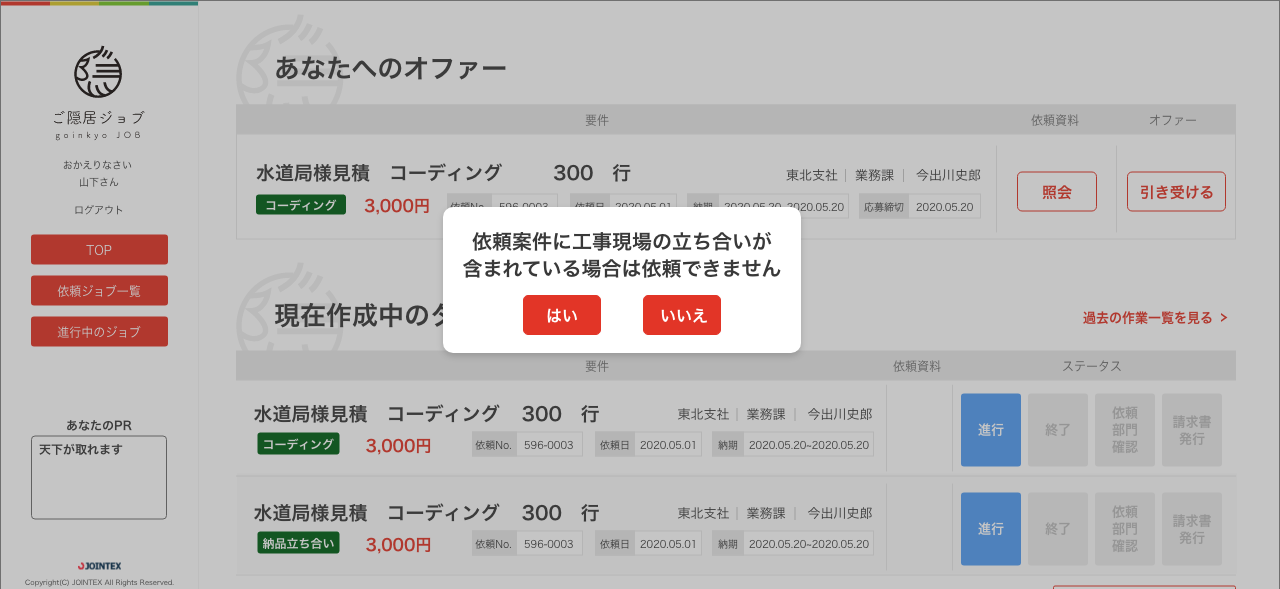 ご隠居ジョブ
goinkyo JOB
おかえりなさい
山下さん
ログアウト
TOP
依頼ジョブ一覧
進行中のジョブ
あなたのPR
天下が取れます
JOINTEX
Copyright(C) JOINTEX All Rights Reserved.
あなたへのオファー
要件 依頼資料 オファー
水道局様見積 コーディング 300 行 東北支社 | 業務課 | 今出川史郎
コーディング 3,000円 依頼No. 596-0003 依頼日 2020.05.01 納期 2020.05.20~2020.05.20 応募締切 2020.05.20
照会 引き受ける
依頼案件に工事現場の立ち合いが
含まれている場合は依頼できません
はい いいえ
現在作成中の
過去の作業一覧を見る >
要件 依頼資料 ステータス
水道局様見積 コーディング 300 行 東北支社 | 業務課 | 今出川史郎
コーディング 3,000円 依頼No. 596-0003 依頼日 2020.05.01 納期 2020.05.20~2020.05.20
進行 終了 依頼部門確認 請求書発行
水道局様見積 コーディング 300 行 東北支社 | 業務課 | 今出川史郎
納品立ち合い 3,000円 依頼No. 596-0003 依頼日 2020.05.01 納期 2020.05.20~2020.05.20
進行 終了 依頼部門確認 請求書発行